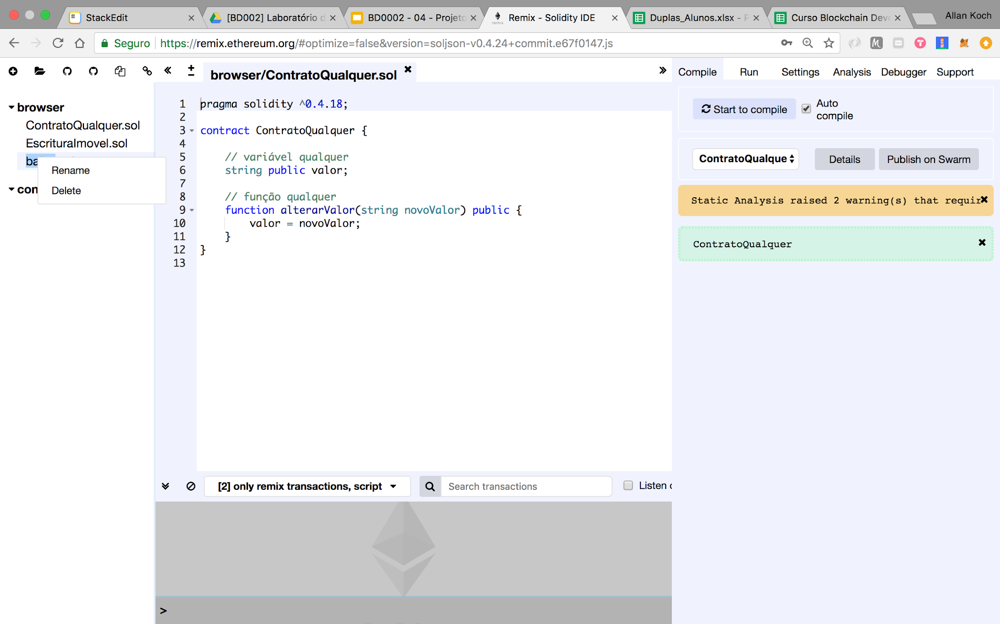 StackEdit
[BD002] Laboratório d
BD0002 - 04 - Projeto
Remix - Solidity IDE
Duplas_Alunos.xlsx - P
Curso Blockchain Deve
Allan Koch
Seguro https://remix.ethereum.org/#optimize=false&version=soljson-v0.4.24+commit.e67f0147.js
browser/ContratoQualquer.sol
Compile Run Settings Analysis Debugger Support
browser
ContratoQualquer.sol
EscrituraImovel.sol
ba
Rename
Delete
con
1 pragma solidity ^0.4.18;
2
3 contract ContratoQualquer {
4
5 // variável qualquer
6 string public valor;
7
8 // função qualquer
9 function alterarValor(string novoValor) public {
10 valor = novoValor;
11 }
12 }
13
Start to compile
Auto
compile
ContratoQualque
Details
Publish on Swarm
Static Analysis raised 2 warning(s) that requir
ContratoQualquer
[2] only remix transactions, script
Search transactions
Listen
>